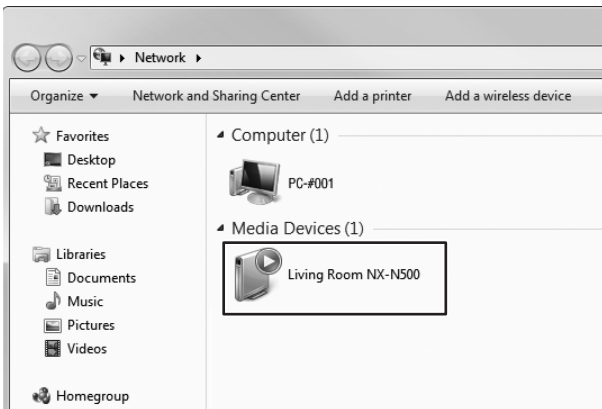 Network
Organize Network and Sharing Center Add a printer Add a wireless device
Favorites
Desktop
Recent Places
Downloads
Libraries
Documents
Music
Pictures
Videos
Homegroup
Computer (1)
PC-#001
Media Devices (1)
Living Room NX-N500